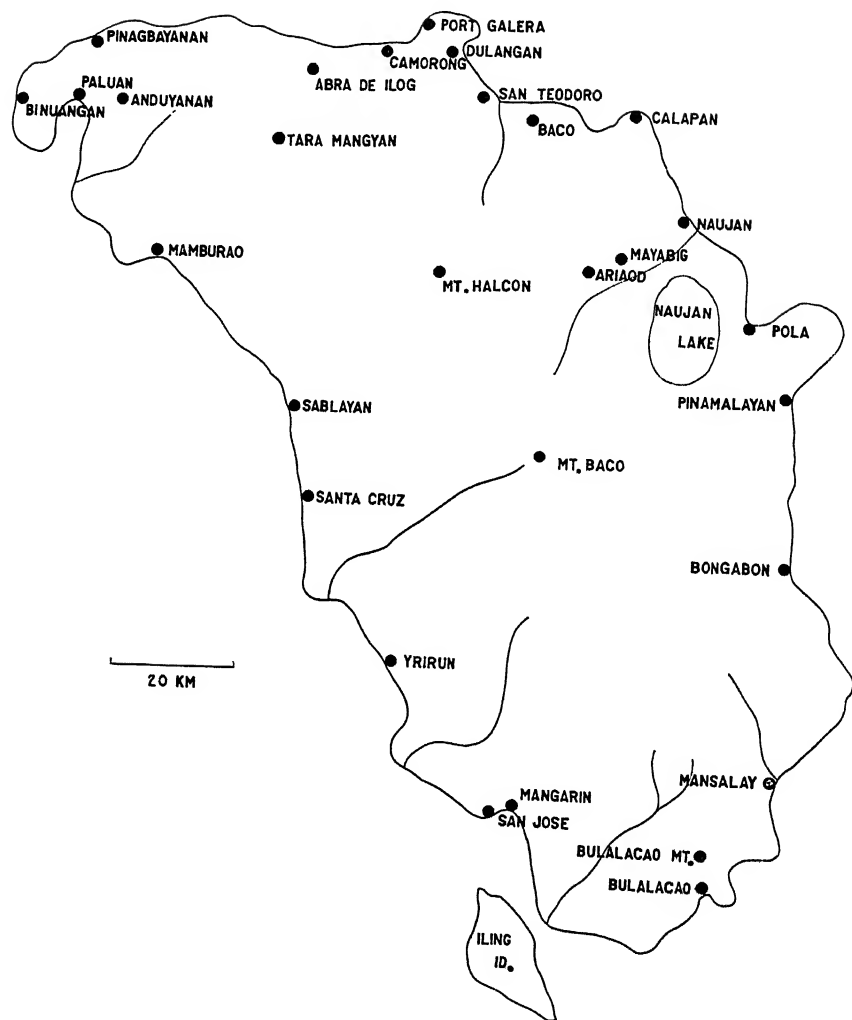 PORT GALERA
PINAGBAYANAN
CAMORONG
DULANGAN
ABRA DE ILOG
PALUAN
BINUANGAN
ANDUYANAN
SAN TEODORO
BACO
CALAPAN
TARA MANGYAN
NAUJAN
MAMBURAO
MAYABIG
ARIAOD
MT. HALCON
NAUJAN
LAKE
POLA
SABLAYAN
PINAMALAYAN
MT. BACO
SANTA CRUZ
BONGABON
YRIRUN
20 KM
MANSALAY
MANGARIN
SAN JOSE
BULALACAO MT.
BULALACAO
ILING
ID.